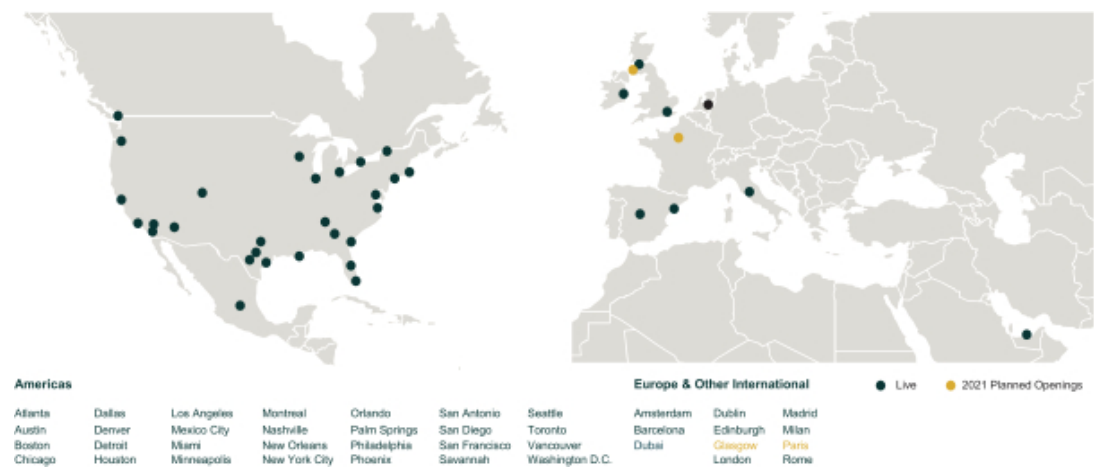 Americas
Atlanta Dallas Los Angeles Montreal Orlando San Antonio Seattle
Austin Denver Mexico City Nashville Palm Springs San Diego Toronto
Boston Detroit Miami New Orleans Philadelphia San Francisco Vancouver
Chicago Houston Minneapolis New York City Phoenix Savannah Washington D.C.
Europe & Other International
Live
2021 Planned Openings
Amsterdam Dublin Madrid
Barcelona Edinburgh Milan
Dubai Glasgow Paris
London Rome